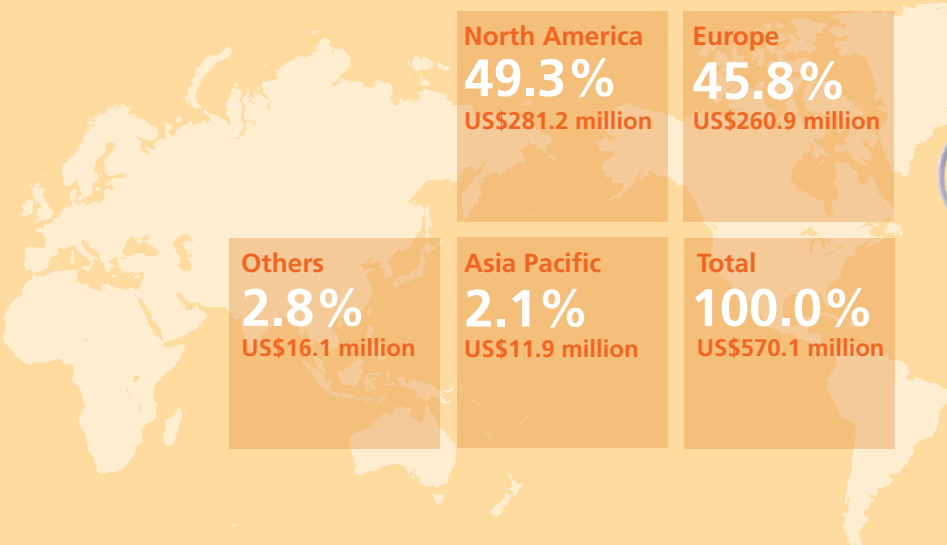 North America
49.3%
US$281.2 million
Europe
45.8%
US$260.9 million
Others
2.8%
US$16.1 million
Asia Pacific
2.1%
US$11.9 million
Total
100.0%
US$570.1 million